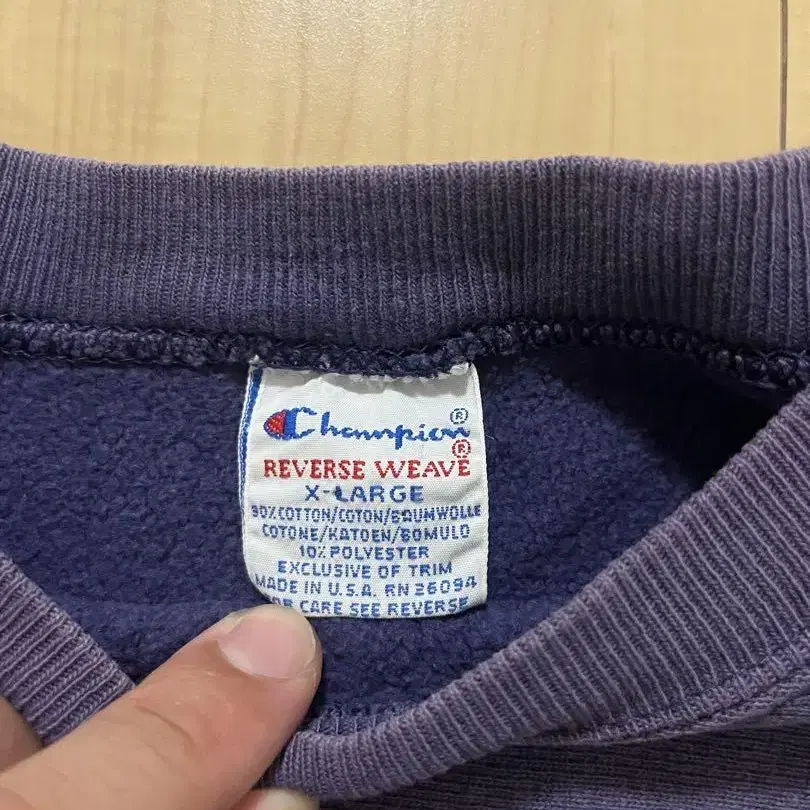 Champion®
®
REVERSE WEAVE
X-LARGE
90%COTTON/COTON/BAUMWOLLE
COTONE/KATOEN/BOMULD
10% POLYESTER
EXCLUSIVE OF TRIM
MADE IN U.S.A. RN 26094
CARE SEE REVERSE